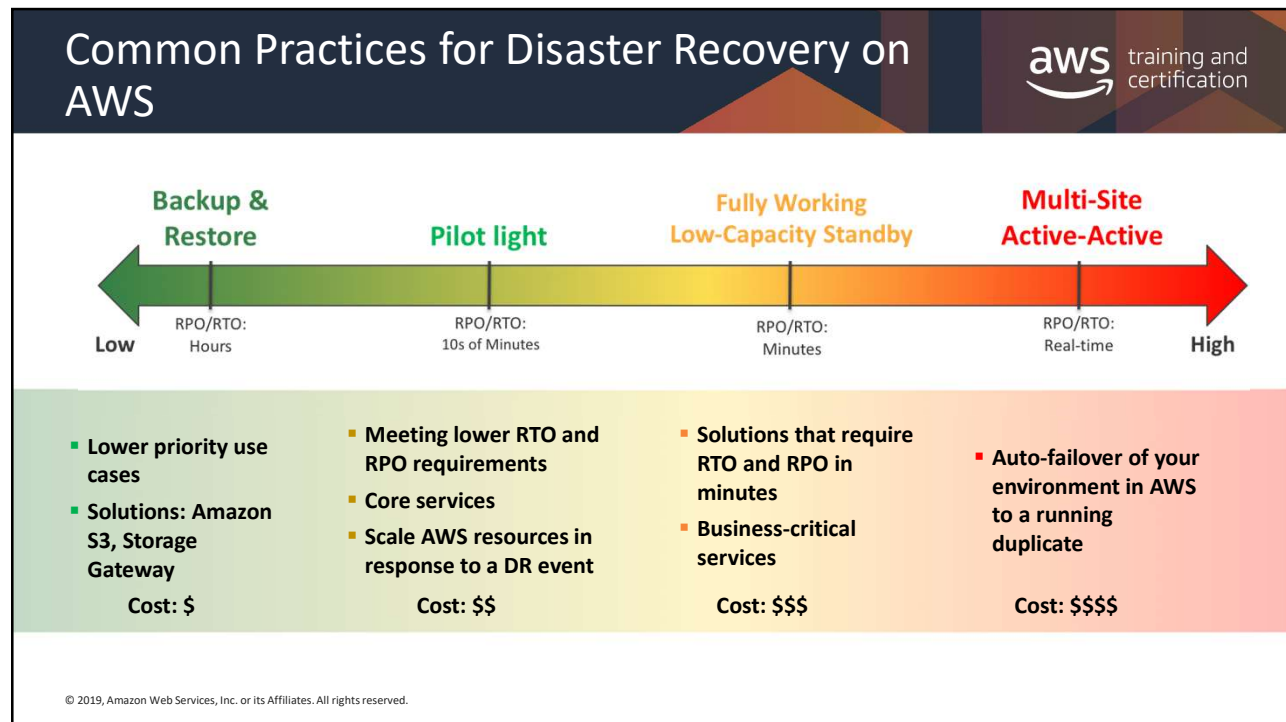 Common Practices for Disaster Recovery on
AWS
aws training and
certification
Backup &
Restore
Pilot light
Fully Working
Low-Capacity Standby
Multi-Site
Active-Active
Low
RPO/RTO:
Hours
RPO/RTO:
10s of Minutes
RPO/RTO:
Minutes
RPO/RTO:
Real-time
High
▪ Lower priority use
cases
▪ Solutions: Amazon
S3, Storage
Gateway
Cost: $
▪ Meeting lower RTO and
RPO requirements
▪ Core services
▪ Scale AWS resources in
response to a DR event
Cost: $$
▪ Solutions that require
RTO and RPO in
minutes
▪ Business-critical
services
Cost: $$$
▪ Auto-failover of your
environment in AWS
to a running
duplicate
Cost: $$$$
© 2019, Amazon Web Services, Inc. or its Affiliates. All rights reserved.